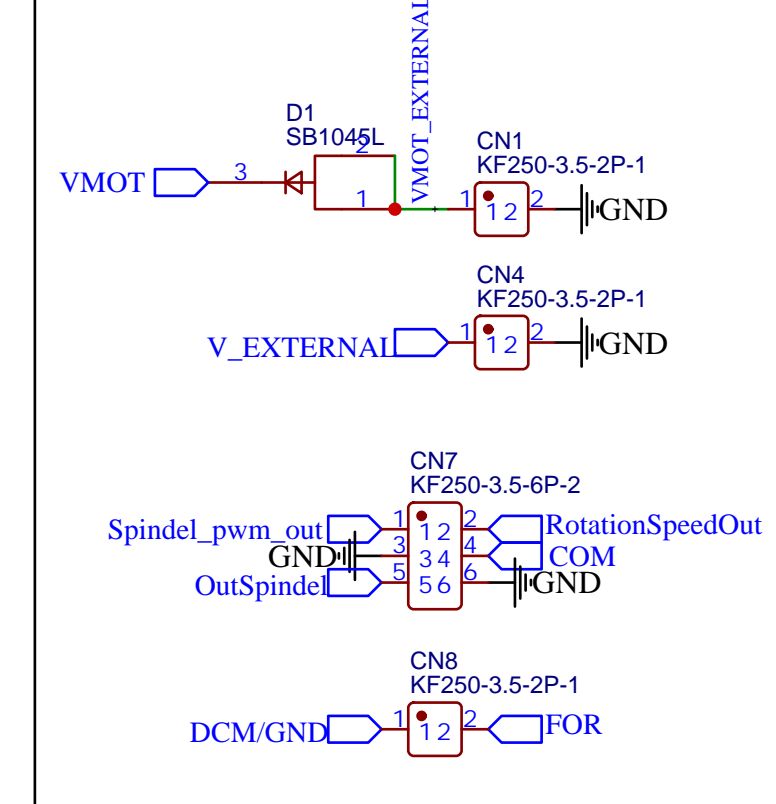 VMOT_EXTERNAL
D1
SB1045L
2
VMOT
3
1
CN1
KF250-3.5-2P-1
1
1 2
2
GND
CN4
KF250-3.5-2P-1
V_EXTERNAL
1
1 2
2
GND
CN7
KF250-3.5-6P-2
Spindel_pwm_out
1
1 2
2
RotationSpeedOut
GND
3
3 4
4
COM
OutSpindel
5
5 6
6
GND
CN8
KF250-3.5-2P-1
DCM/GND
1
1 2
2
FOR